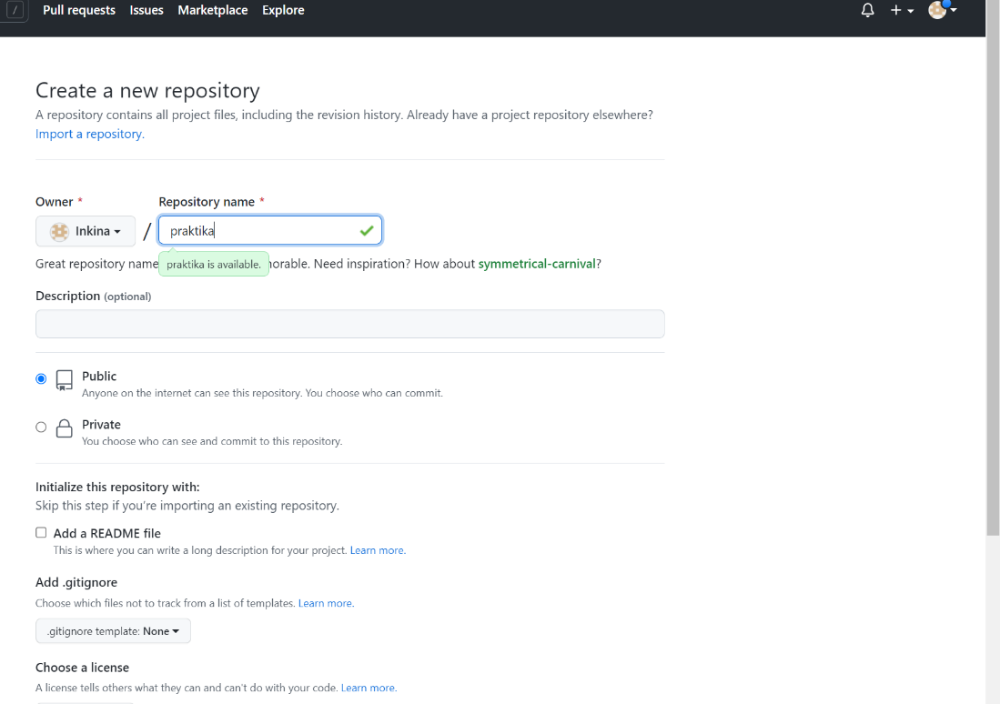 / Pull requests Issues Marketplace Explore
Create a new repository
A repository contains all project files, including the revision history. Already have a project repository elsewhere?
Import a repository.
Owner * Repository name *
Inkina / praktika
Great repository name praktika is available. orable. Need inspiration? How about symmetrical-carnival?
Description (optional)
Public
Anyone on the internet can see this repository. You choose who can commit.
Private
You choose who can see and commit to this repository.
Initialize this repository with:
Skip this step if you're importing an existing repository.
Add a README file
This is where you can write a long description for your project. Learn more.
Add .gitignore
Choose which files not to track from a list of templates. Learn more.
.gitignore template: None
Choose a license
A license tells others what they can and can't do with your code. Learn more.